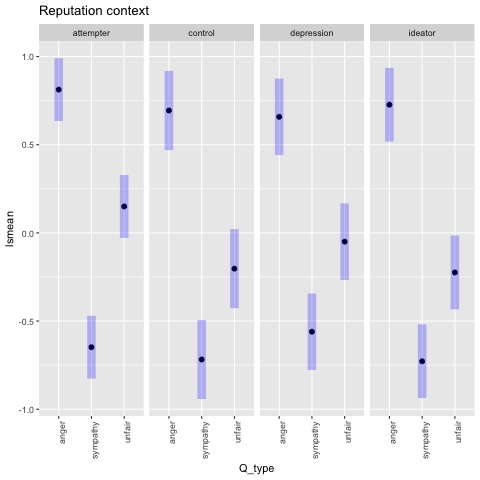 Reputation context
attempter control depression ideator
1.0
0.5
0.0
-0.5
-1.0
lsmean
anger sympathy unfair anger sympathy unfair anger sympathy unfair anger sympathy unfair
Q_type